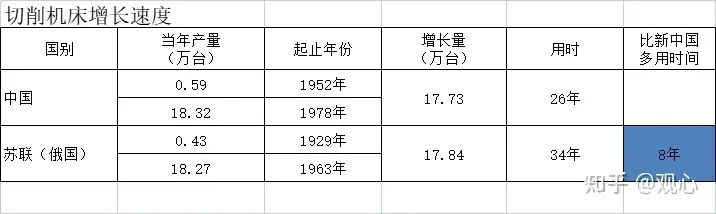 切削机床增长速度
国别 当年产量（万台） 起止年份 增长量（万台） 用时 比新中国多用时间
中国 0.59 1952年 17.73 26年
18.32 1978年
苏联（俄国） 0.43 1929年 17.84 34年 8年
18.27 1963年
知乎 @观心